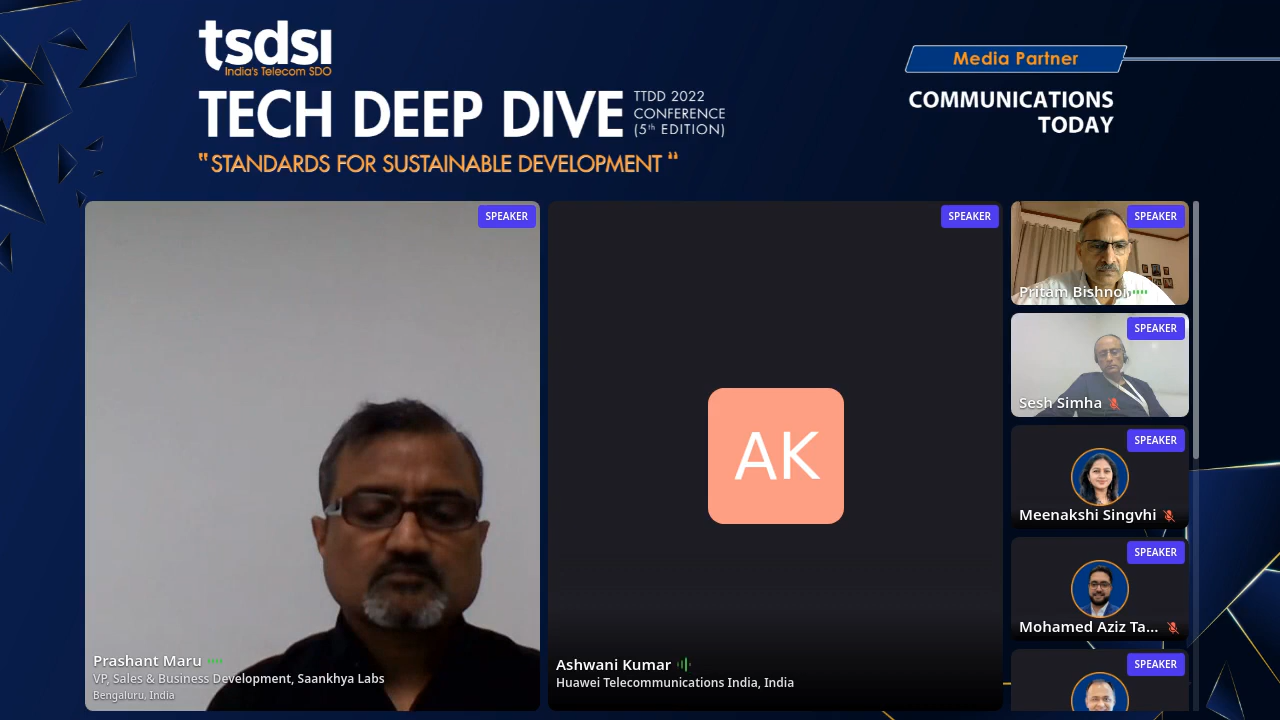 tsdsi
India's Telecom SDO
TECH DEEP DIVE
TTDD 2022
CONFERENCE
(5th EDITION)
"STANDARDS FOR SUSTAINABLE DEVELOPMENT"
Media Partner
COMMUNICATIONS
TODAY
SPEAKER
Prashant Maru
VP, Sales & Business Development, Saankhya Labs
Bengaluru, India
SPEAKER
AK
Ashwani Kumar
Huawei Telecommunications India, India
SPEAKER
Pritam Bishnoi
SPEAKER
Sesh Simha
SPEAKER
Meenakshi Singvhi
SPEAKER
Mohamed Aziz Ta...
SPEAKER